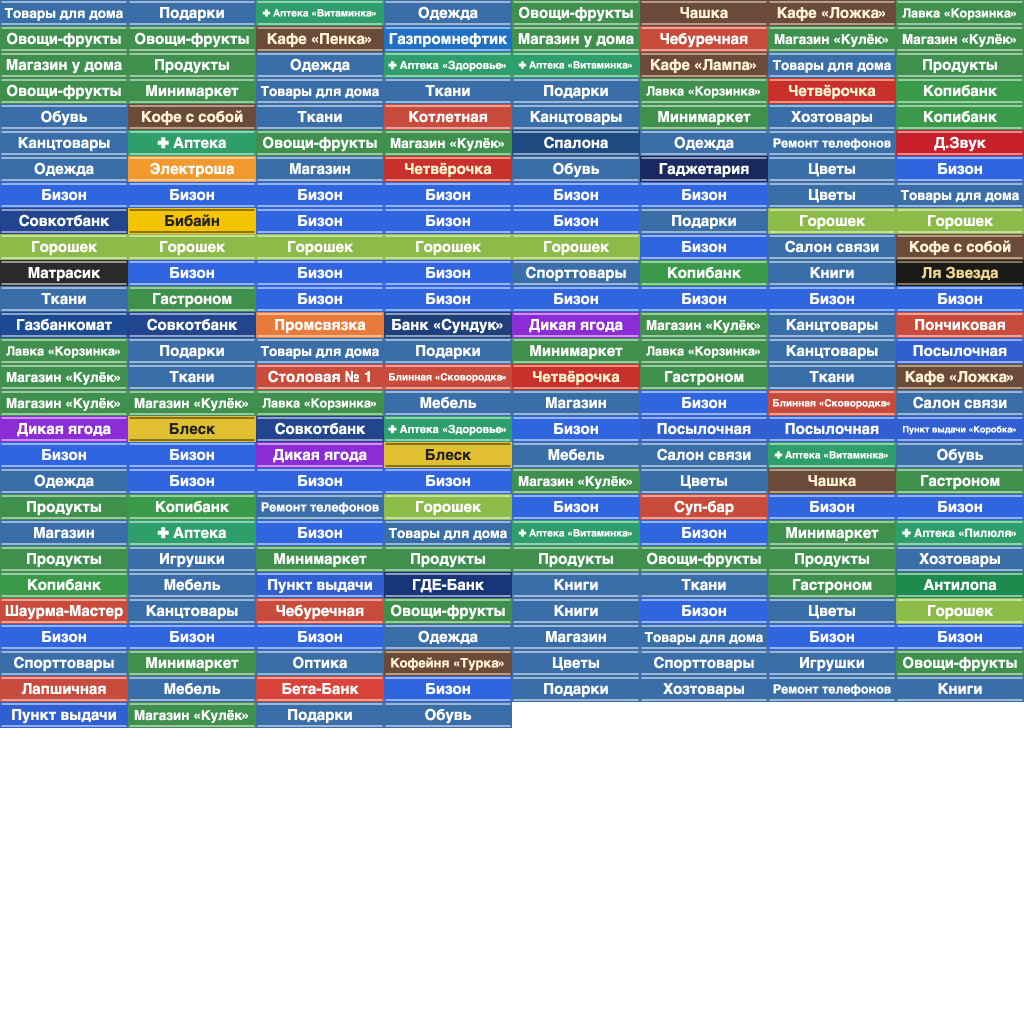 Товары для дома Подарки ✚ Аптека «Витаминка» Одежда Овощи-фрукты Чашка Кафе «Ложка» Лавка «Корзинка»
Овощи-фрукты Овощи-фрукты Кафе «Пенка» Газпромнефтик Магазин у дома Чебуречная Магазин «Кулёк» Магазин «Кулёк»
Магазин у дома Продукты Одежда ✚ Аптека «Здоровье» ✚ Аптека «Витаминка» Кафе «Лампа» Товары для дома Продукты
Овощи-фрукты Минимаркет Товары для дома Ткани Подарки Лавка «Корзинка» Четвёрочка Копибанк
Обувь Кофе с собой Ткани Котлетная Канцтовары Минимаркет Хозтовары Копибанк
Канцтовары ✚ Аптека Овощи-фрукты Магазин «Кулёк» Спалона Одежда Ремонт телефонов Д.Звук
Одежда Электроша Магазин Четвёрочка Обувь Гаджетария Цветы Бизон
Бизон Бизон Бизон Бизон Бизон Бизон Цветы Товары для дома
Совкотбанк Бибайн Бизон Бизон Бизон Подарки Горошек Горошек
Горошек Горошек Горошек Горошек Горошек Бизон Салон связи Кофе с собой
Матрасик Бизон Бизон Бизон Спорттовары Копибанк Книги Ля Звезда
Ткани Гастроном Бизон Бизон Бизон Бизон Бизон Бизон
Газбанкомат Совкотбанк Промсвязка Банк «Сундук» Дикая ягода Магазин «Кулёк» Канцтовары Пончиковая
Лавка «Корзинка» Подарки Товары для дома Подарки Минимаркет Лавка «Корзинка» Канцтовары Посылочная
Магазин «Кулёк» Ткани Столовая № 1 Блинная «Сковородка» Четвёрочка Гастроном Ткани Кафе «Ложка»
Магазин «Кулёк» Магазин «Кулёк» Лавка «Корзинка» Мебель Магазин Бизон Блинная «Сковородка» Салон связи
Дикая ягода Блеск Совкотбанк ✚ Аптека «Здоровье» Бизон Посылочная Посылочная Пункт выдачи «Коробка»
Бизон Бизон Дикая ягода Блеск Мебель Салон связи ✚ Аптека «Витаминка» Обувь
Одежда Бизон Бизон Бизон Магазин «Кулёк» Цветы Чашка Гастроном
Продукты Копибанк Ремонт телефонов Горошек Бизон Суп-бар Бизон Бизон
Магазин ✚ Аптека Бизон Товары для дома ✚ Аптека «Витаминка» Бизон Минимаркет ✚ Аптека «Пилюля»
Продукты Игрушки Минимаркет Продукты Продукты Овощи-фрукты Продукты Хозтовары
Копибанк Мебель Пункт выдачи ГДЕ-Банк Книги Ткани Гастроном Антилопа
Шаурма-Мастер Канцтовары Чебуречная Овощи-фрукты Книги Бизон Цветы Горошек
Бизон Бизон Бизон Одежда Магазин Товары для дома Бизон Бизон
Спорттовары Минимаркет Оптика Кофейня «Турка» Цветы Спорттовары Игрушки Овощи-фрукты
Лапшичная Мебель Бета-Банк Бизон Подарки Хозтовары Ремонт телефонов Книги
Пункт выдачи Магазин «Кулёк» Подарки Обувь